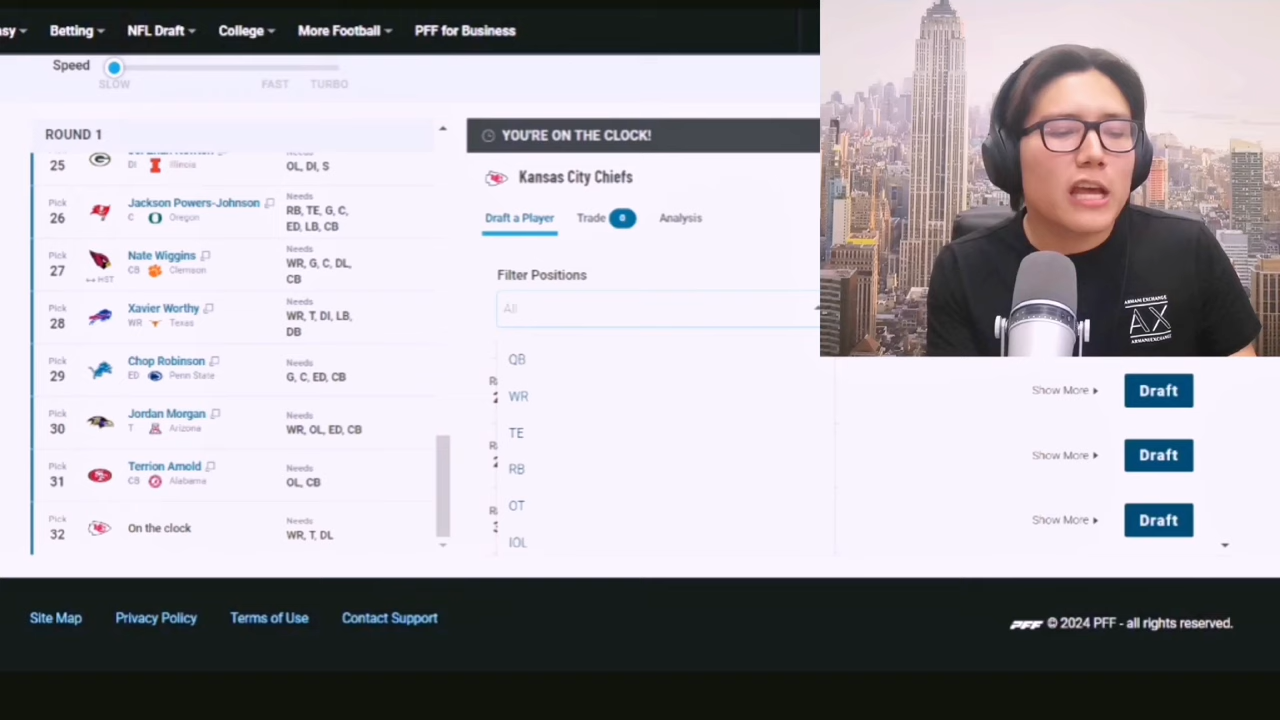 asy Betting NFL Draft College More Football PFF for Business
Speed
SLOW FAST TURBO
ROUND 1
Pick 25
DI Illinois
Needs
OL, DI, S
Pick 26
Jackson Powers-Johnson
C Oregon
Needs
RB, TE, G, C,
ED, LB, CB
Pick 27
HST
Nate Wiggins
CB Clemson
Needs
WR, G, C, DL,
CB
Pick 28
Xavier Worthy
WR Texas
Needs
WR, T, DI, LB,
DB
Pick 29
Chop Robinson
ED Penn State
Needs
G, C, ED, CB
Pick 30
Jordan Morgan
T Arizona
Needs
WR, OL, ED, CB
Pick 31
Terrion Arnold
CB Alabama
Needs
OL, CB
Pick 32
On the clock
Needs
WR, T, DL
YOU'RE ON THE CLOCK!
Kansas City Chiefs
Draft a Player Trade 0 Analysis
Filter Positions
All
QB
WR
TE
RB
OT
IOL
Show More Draft
Show More Draft
Show More Draft
ARMANI EXCHANGE
A|X
ARMANI EXCHANGE
Site Map Privacy Policy Terms of Use Contact Support
PFF © 2024 PFF - all rights reserved.